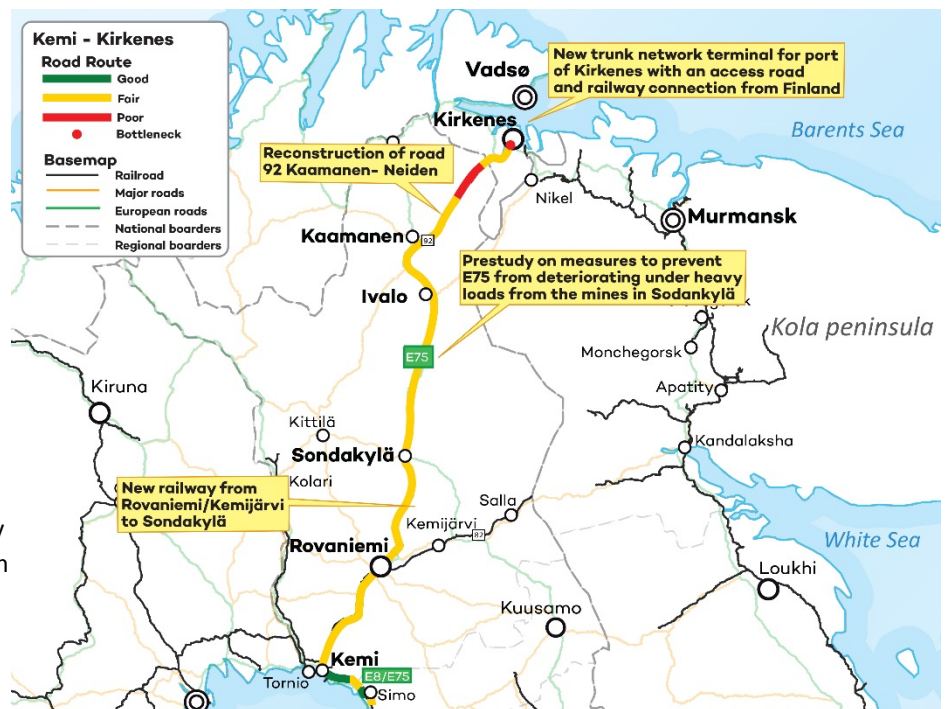 Kemi - Kirkenes
Road Route
Good
Fair
Poor
Bottleneck
Basemap
Railroad
Major roads
European roads
National boarders
Regional boarders
New trunk network terminal for port
of Kirkenes with an access road
and railway connection from Finland
Vadsø
Kirkenes
Barents Sea
Reconstruction of road
92 Kaamanen- Neiden
Nikel
Murmansk
Kaamanen
92
Prestudy on measures to prevent
E75 from deteriorating under heavy
loads from the mines in Sodankylä
Ivalo
Kola peninsula
E75
Monchegorsk
Kiruna
Apatity
Kittilä
Kandalaksha
Sondakylä
Kolari
New railway from
Rovaniemi/Kemijärvi
to Sondakylä
Salla
Kemijärvi
87
White Sea
Rovaniemi
Loukhi
Kuusamo
Kemi
Tornio
E8/E75
Simo